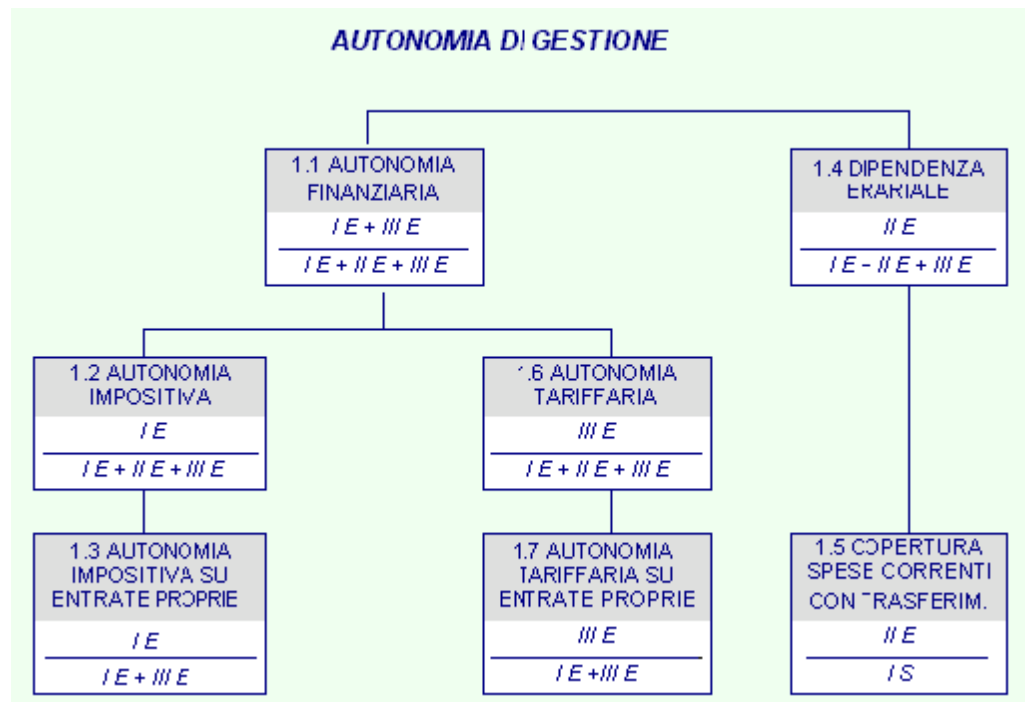 AUTONOMIA DI GESTIONE
1.1 AUTONOMIA
FINANZIARIA
I E + III E
I E + II E + III E
1.4 DIPENDENZA
ERARIALE
II E
I E – II E + III E
1.2 AUTONOMIA
IMPOSITIVA
I E
I E + II E + III E
1.6 AUTONOMIA
TARIFFARIA
III E
I E + II E + III E
1.3 AUTONOMIA
IMPOSITIVA SU
ENTRATE PROPRIE
I E
I E + III E
1.7 AUTONOMIA
TARIFFARIA SU
ENTRATE PROPRIE
III E
I E +III E
1.5 COPERTURA
SPESE CORRENTI
CON TRASFERIM.
II E
I S